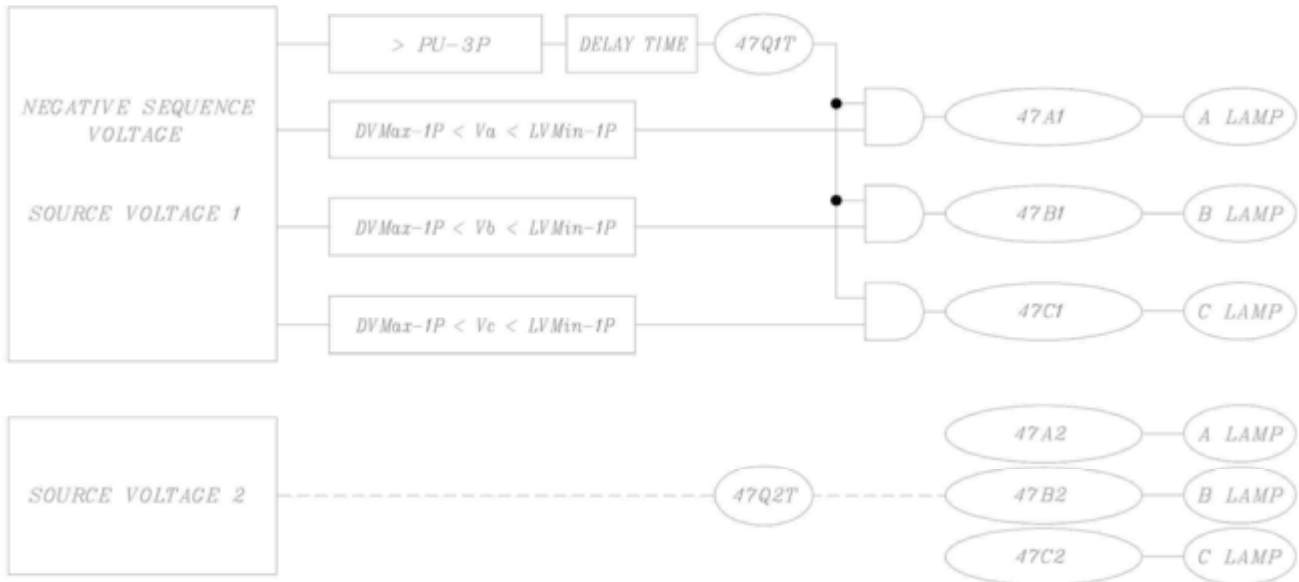 > PU-3P
DELAY TIME
47Q1T
NEGATIVE SEQUENCE
VOLTAGE
SOURCE VOLTAGE 1
DVMax-1P < Va < LVMin-1P
47A1
A LAMP
DVMax-1P < Vb < LVMin-1P
47B1
B LAMP
DVMax-1P < Vc < LVMin-1P
47C1
C LAMP
SOURCE VOLTAGE 2
47Q2T
47A2
A LAMP
47B2
B LAMP
47C2
C LAMP